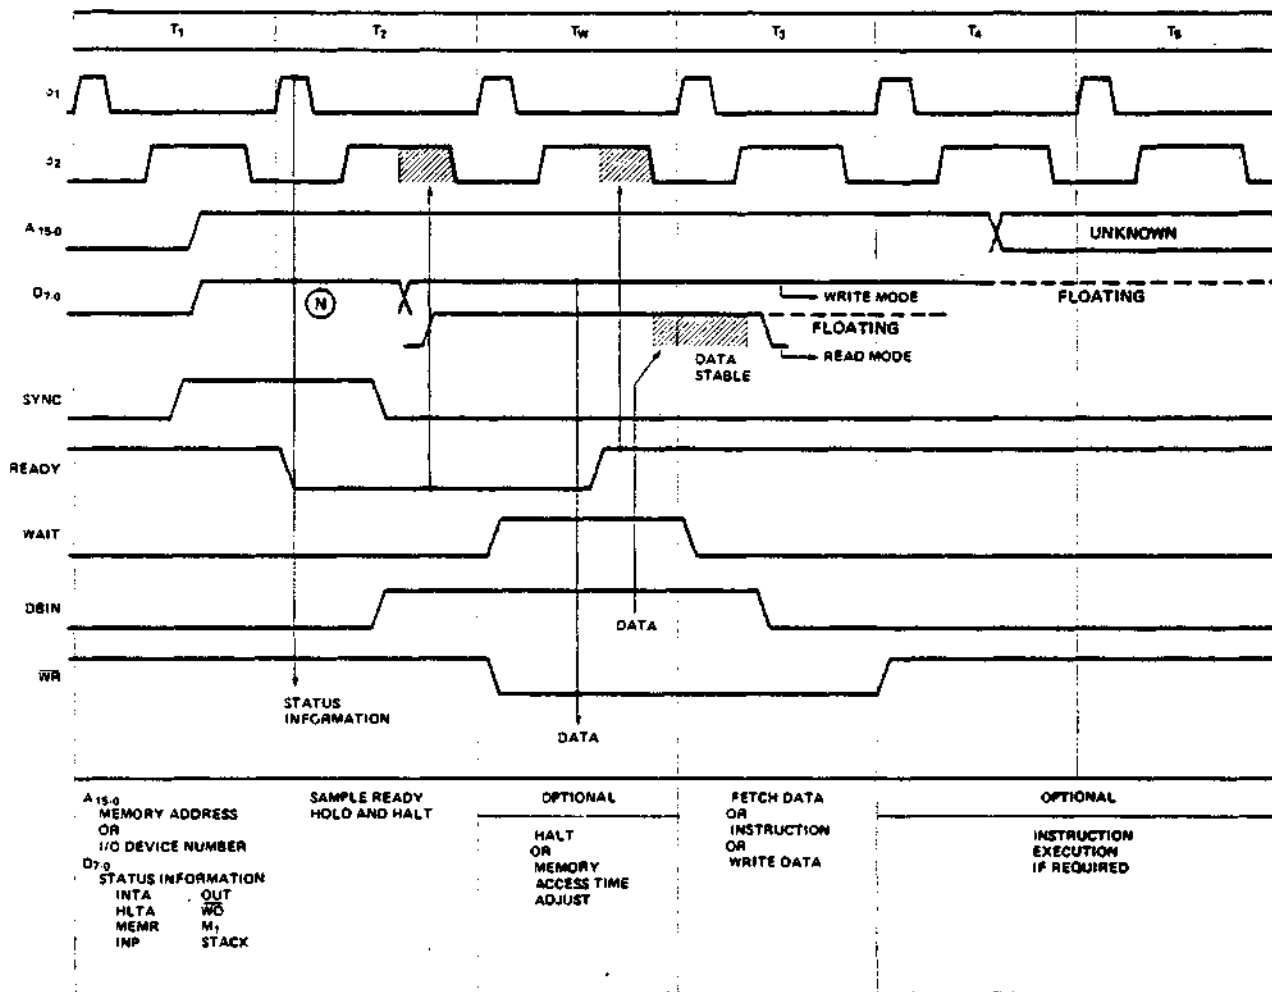 T1 T2 TW T3 T4 T5
ɸ1
ɸ2
A15-0
UNKNOWN
D7-0
N
WRITE MODE
FLOATING
FLOATING
READ MODE
DATA
STABLE
SYNC
READY
WAIT
DBIN
DATA
WR
STATUS
INFORMATION
DATA
A15-0
MEMORY ADDRESS
OR
I/O DEVICE NUMBER
D7-0
STATUS INFORMATION
INTA OUT
HLTA WO
MEMR M1
INP STACK
SAMPLE READY
HOLD AND HALT
OPTIONAL
HALT
OR
MEMORY
ACCESS TIME
ADJUST
FETCH DATA
OR
INSTRUCTION
OR
WRITE DATA
OPTIONAL
INSTRUCTION
EXECUTION
IF REQUIRED